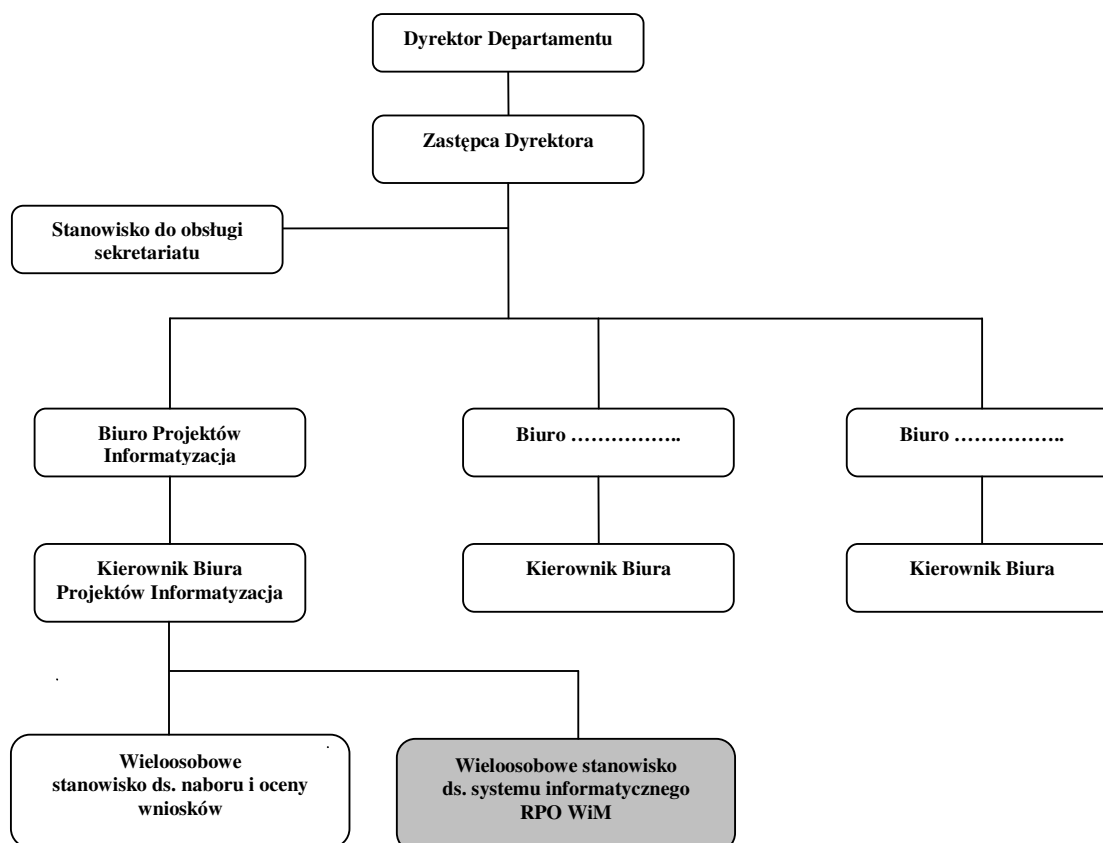 Dyrektor Departamentu
Zastępca Dyrektora
Stanowisko do obsługi
sekretariatu
Biuro Projektów
Informatyzacja
Biuro ……………..
Biuro ……………..
Kierownik Biura
Projektów Informatyzacja
Kierownik Biura
Kierownik Biura
Wieloosobowe
stanowisko ds. naboru i oceny
wniosków
Wieloosobowe stanowisko
ds. systemu informatycznego
RPO WiM